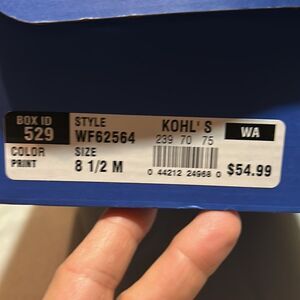 BOX ID STYLE KOHL'S WA
529 WF62564 239 70 75
COLOR SIZE
PRINT 8 1/2 M 0 44212 24968 0 $54.99